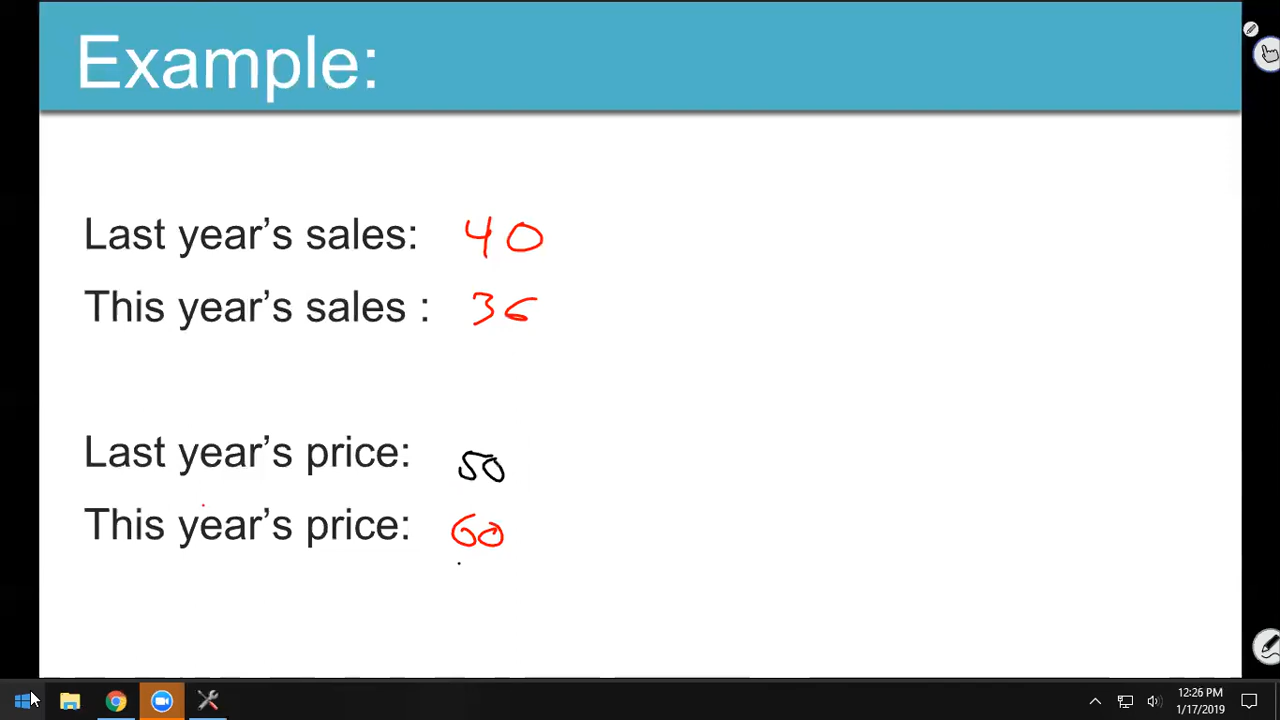 Example:
Last year's sales: 40
This year's sales : 36
Last year's price: 50
This year's price: 60
12:26 PM
1/17/2019